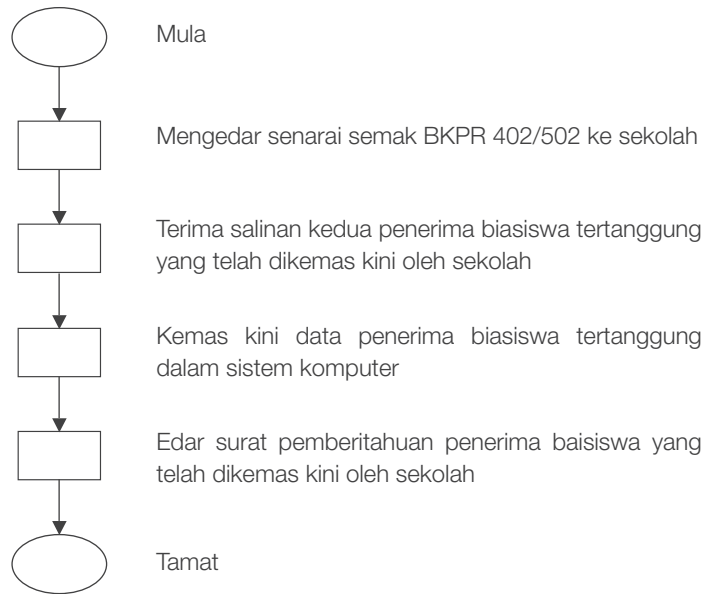 Mula
Mengedar senarai semak BKPR 402/502 ke sekolah
Terima salinan kedua penerima biasiswa tertanggung
yang telah dikemas kini oleh sekolah
Kemas kini data penerima biasiswa tertanggung
dalam sistem komputer
Edar surat pemberitahuan penerima baisiswa yang
telah dikemas kini oleh sekolah
Tamat